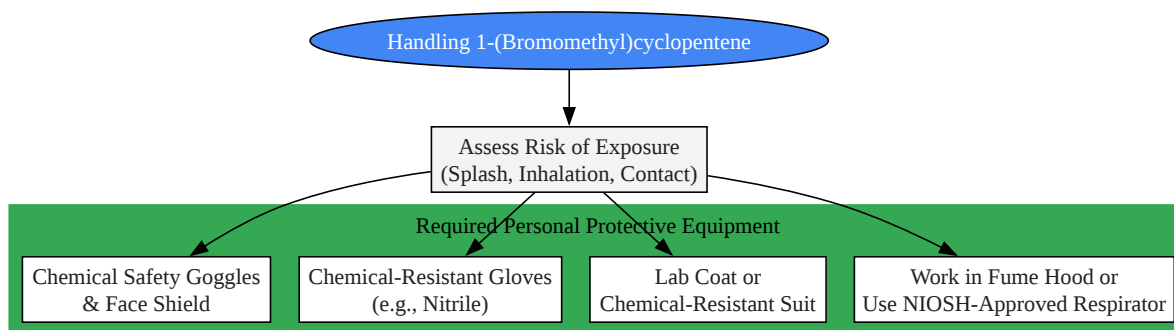 Handling 1-(Bromomethyl)cyclopentene
Assess Risk of Exposure
(Splash, Inhalation, Contact)
Required Personal Protective Equipment
Chemical Safety Goggles
& Face Shield
Chemical-Resistant Gloves
(e.g., Nitrile)
Lab Coat or
Chemical-Resistant Suit
Work in Fume Hood or
Use NIOSH-Approved Respirator